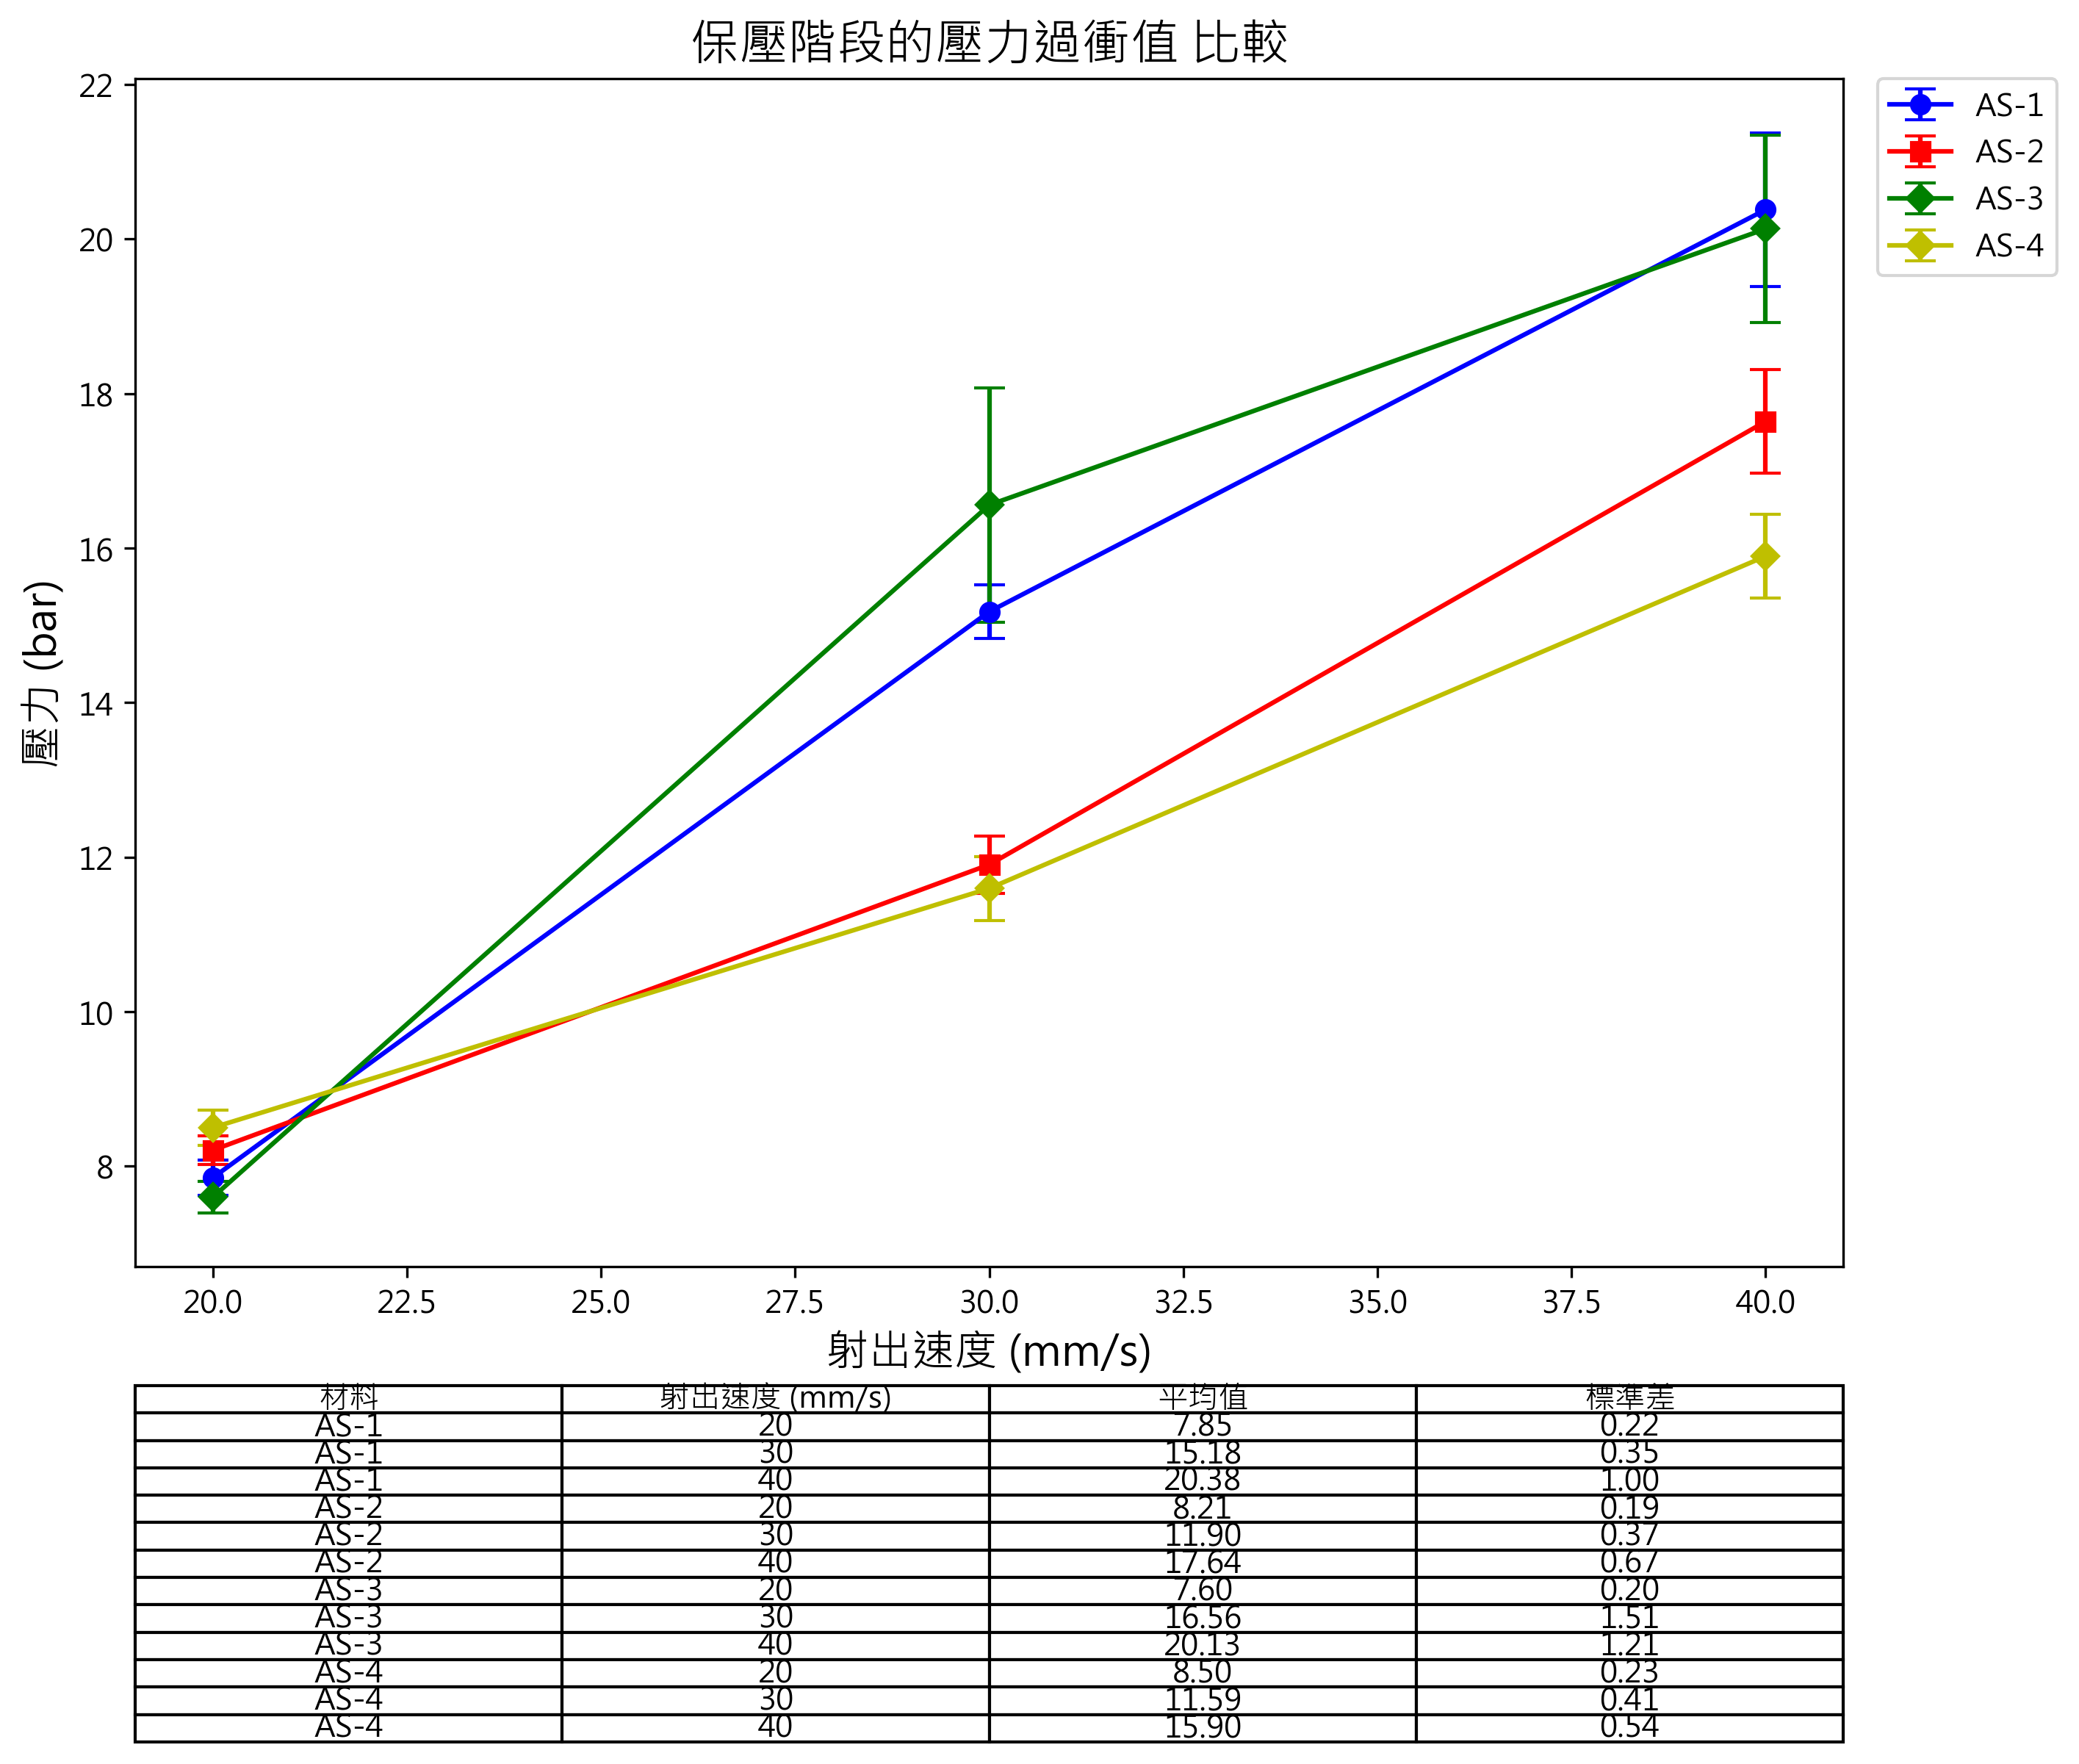 保壓階段的壓力過衝值 比較
22
20
18
16
14
12
10
8
壓力 (bar)
AS-1
AS-2
AS-3
AS-4
20.0 22.5 25.0 27.5 30.0 32.5 35.0 37.5 40.0
射出速度 (mm/s)
材料 射出速度 (mm/s) 平均值 標準差
AS-1 20 7.85 0.22
AS-1 30 15.18 0.35
AS-1 40 20.38 1.00
AS-2 20 8.21 0.19
AS-2 30 11.90 0.37
AS-2 40 17.64 0.67
AS-3 20 7.60 0.20
AS-3 30 16.56 1.51
AS-3 40 20.13 1.21
AS-4 20 8.50 0.23
AS-4 30 11.59 0.41
AS-4 40 15.90 0.54